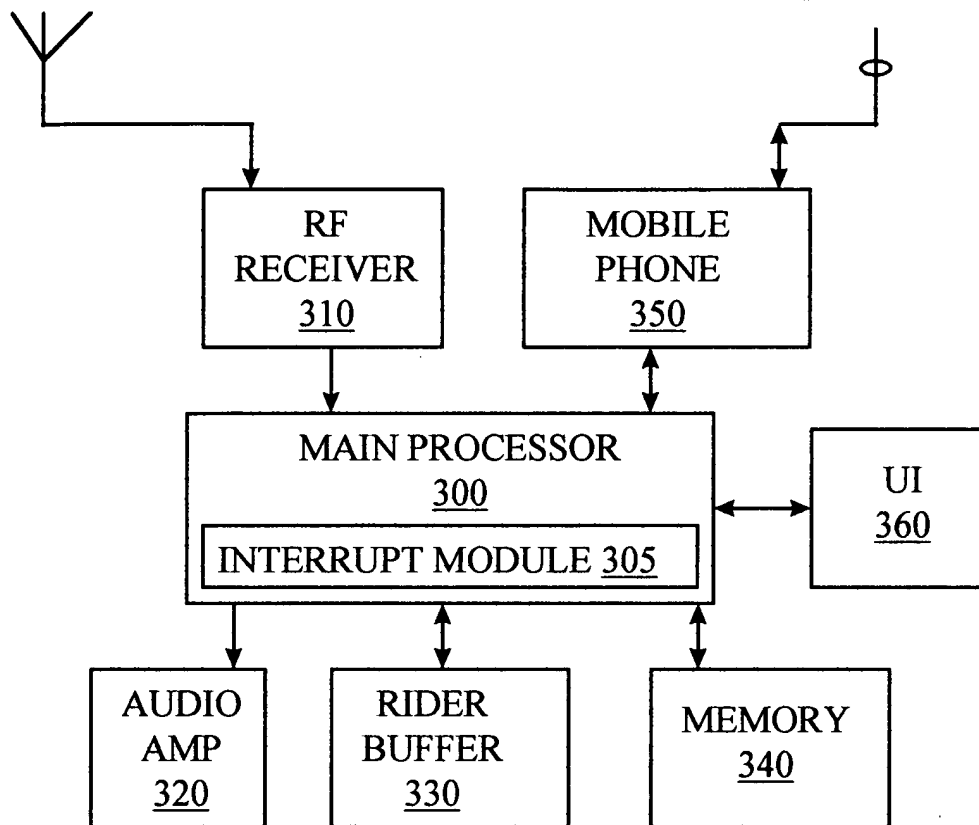 RF
RECEIVER
310
MOBILE
PHONE
350
MAIN PROCESSOR
300
INTERRUPT MODULE 305
UI
360
AUDIO
AMP
320
RIDER
BUFFER
330
MEMORY
340